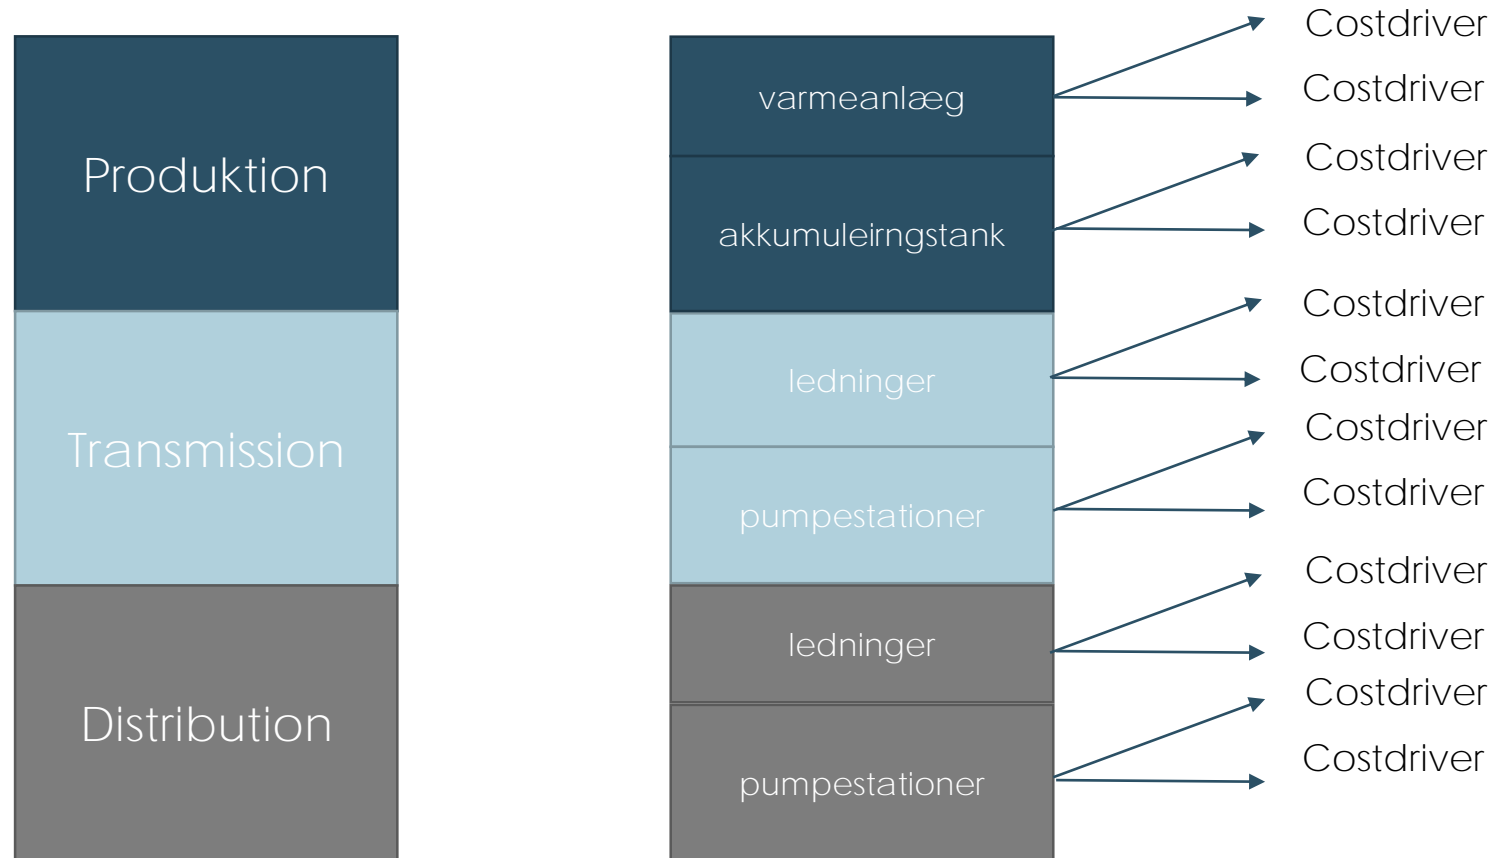 Produktion
Transmission
Distribution
varmeanlæg
akkumuleirngstank
ledninger
pumpestationer
ledninger
pumpestationer
Costdriver
Costdriver
Costdriver
Costdriver
Costdriver
Costdriver
Costdriver
Costdriver
Costdriver
Costdriver
Costdriver
Costdriver